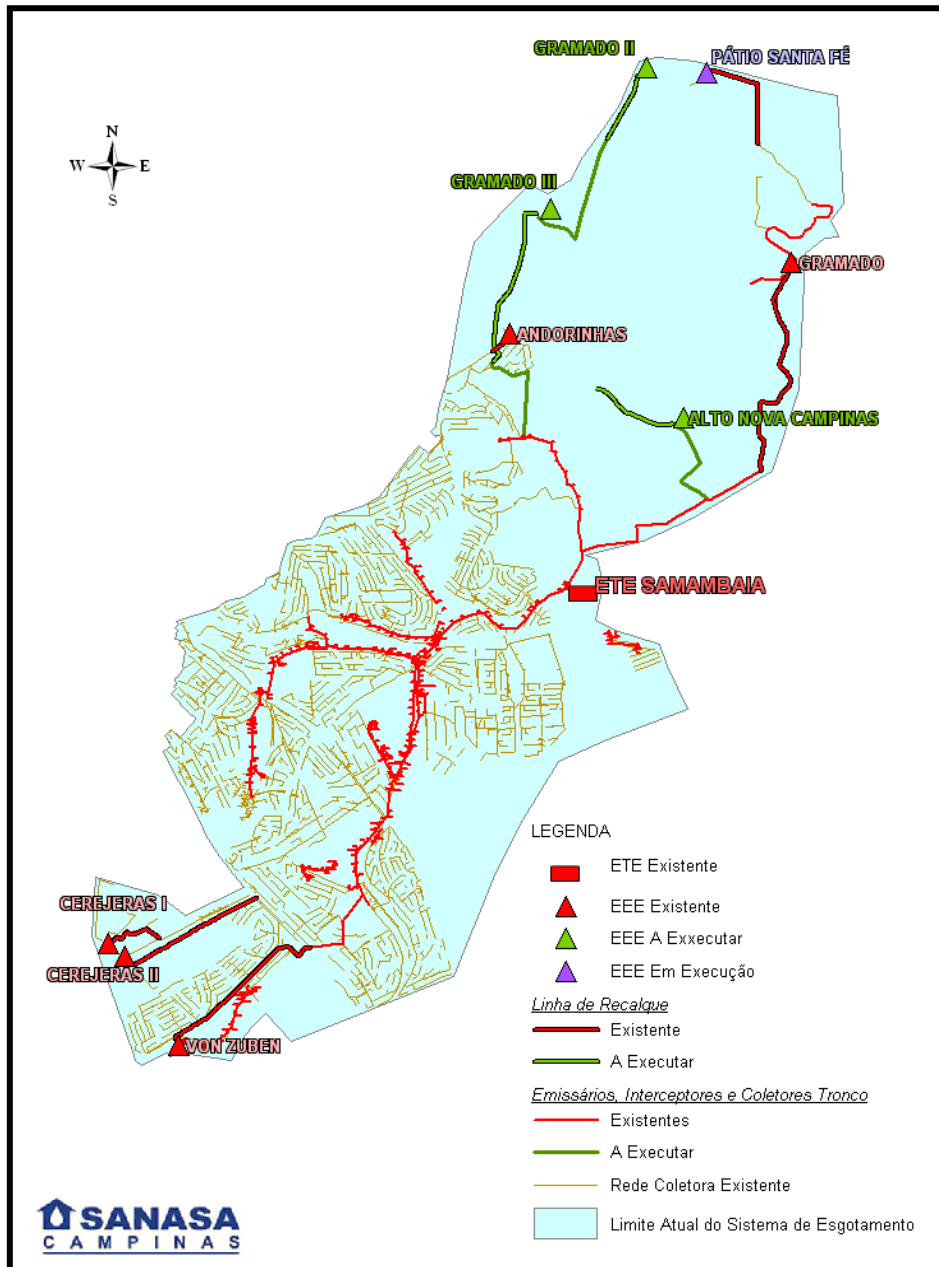 GRAMADO II
PÁTIO SANTA FÉ
N
W E
S
GRAMADO III
GRAMADO
ANDORINHAS
ALTO NOVA CAMPINAS
ETE SAMAMBAIA
CEREJERAS I
CEREJERAS II
VON ZUBEN
LEGENDA
ETE Existente
EEE Existente
EEE A Exxecutar
EEE Em Execução
Linha de Recalque
Existente
A Executar
Emissários, Interceptores e Coletores Tronco
Existentes
A Executar
Rede Coletora Existente
Limite Atual do Sistema de Esgotamento
SANASA
CAMPINAS